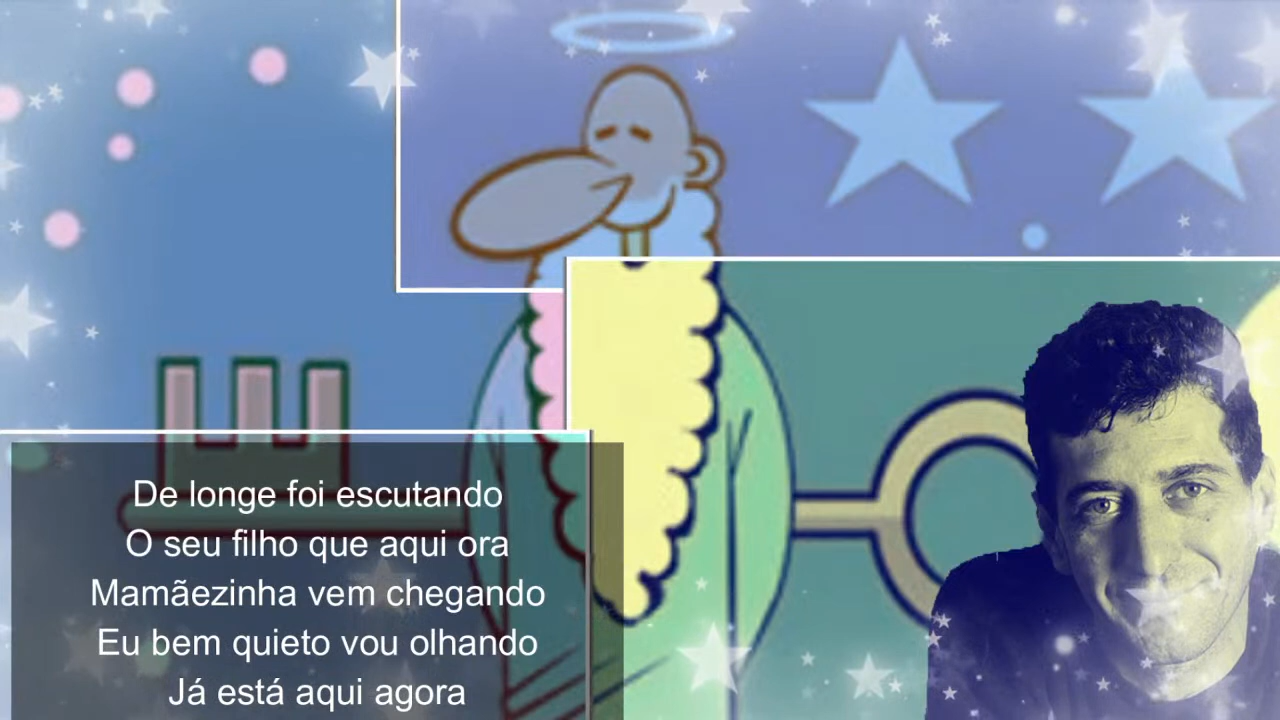 De longe foi escutando
O seu filho que aqui ora
Mamãezinha vem chegando
Eu bem quieto vou olhando
Já está aqui agora